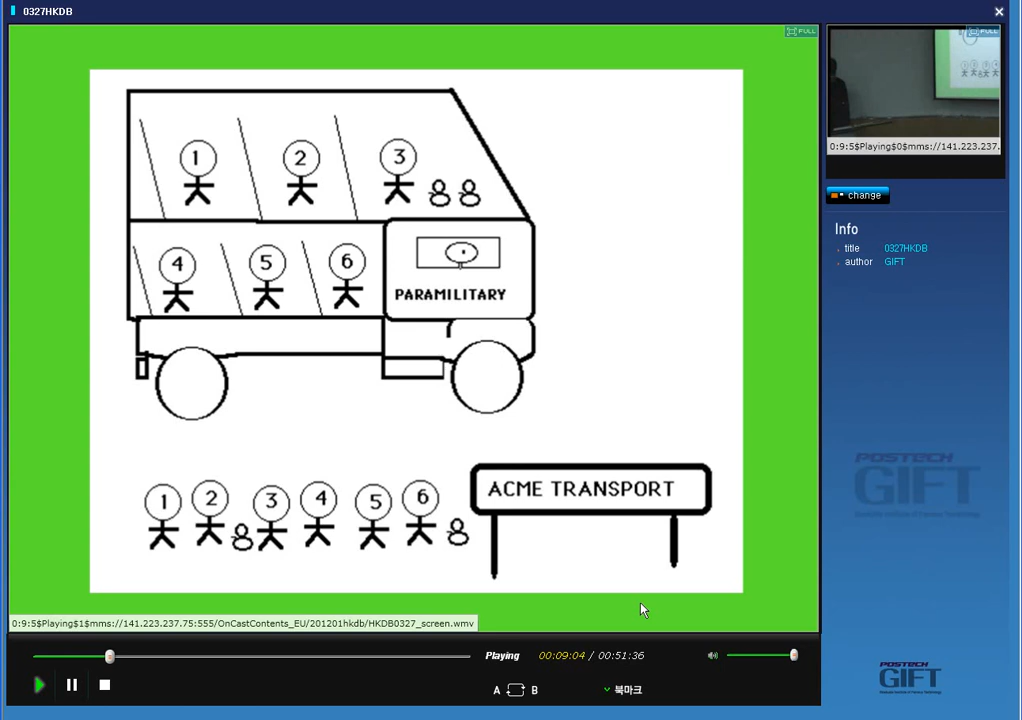 0327HKDB
FULL
FULL
1
2
3
4
5
6
PARAMILITARY
1
2
3
4
5
6
ACME TRANSPORT
0:9:5$Playing$1$mms://141.223.237.75:555/OnCastContents_EU/201201hkdb/HKDB0327_screen.wmv
0:9:5$Playing$0$mms://141.223.237.
change
Info
title 0327HKDB
author GIFT
POSTECH
GIFT
Playing 00:09:04 / 00:51:36
A B
북마크
POSTECH
GIFT